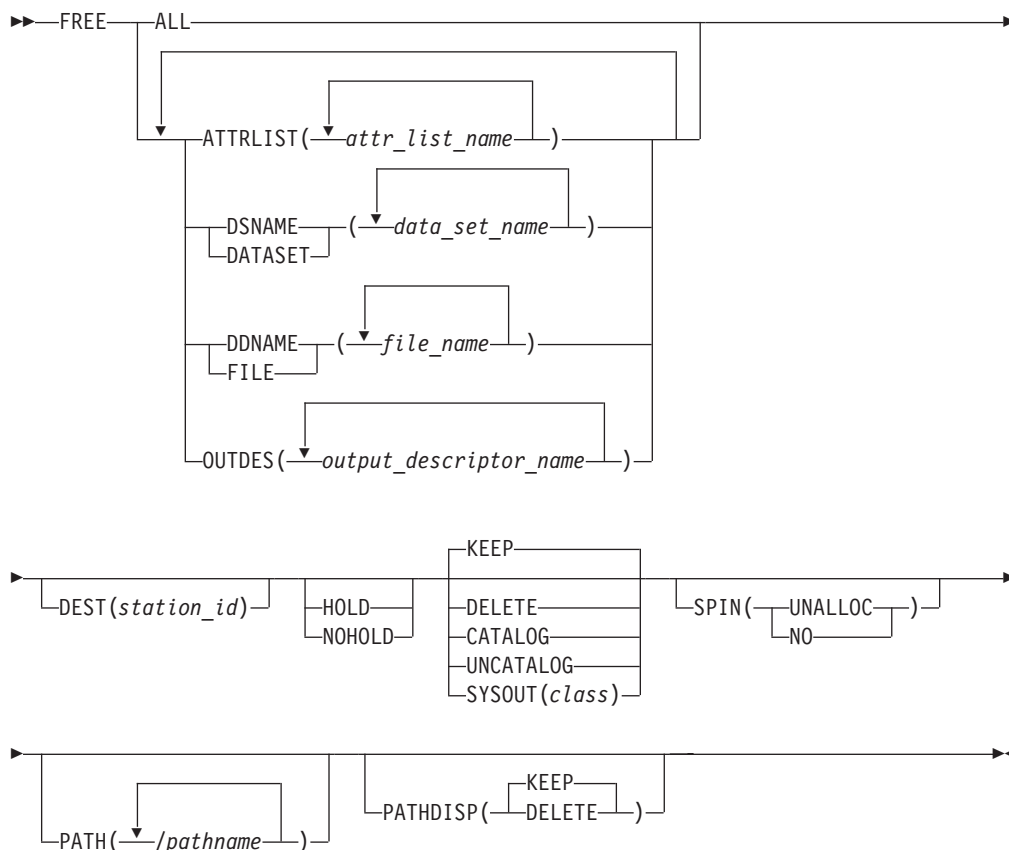 FREE ALL
ATTRLIST( attr_list_name )
DSNAME ( data_set_name )
DATASET
DDNAME ( file_name )
FILE
OUTDES( output_descriptor_name )
KEEP
DEST(station_id) HOLD DELETE SPIN( UNALLOC )
NOHOLD CATALOG NO
UNCATALOG
SYSOUT(class)
KEEP
PATHDISP( DELETE )
PATH( /pathname )